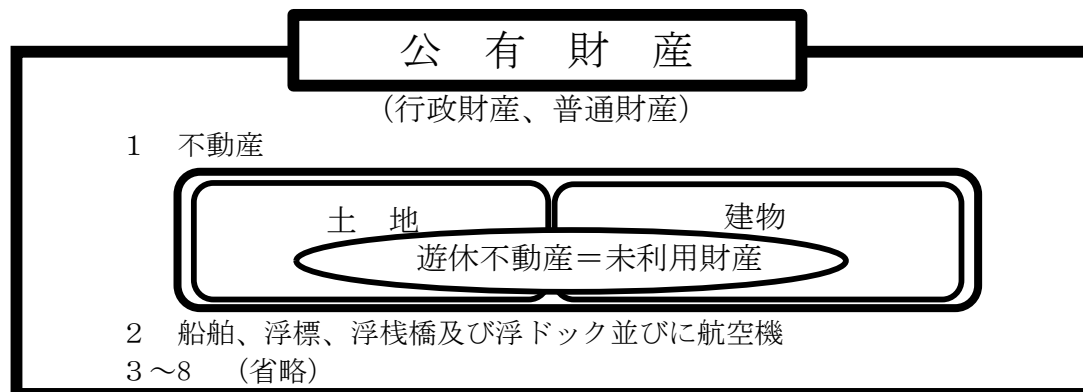 公 有 財 産
（行政財産、普通財産）
１ 不動産
土 地 建物
遊休不動産＝未利用財産
２ 船舶、浮標、浮桟橋及び浮ドック並びに航空機
３～８ （省略）